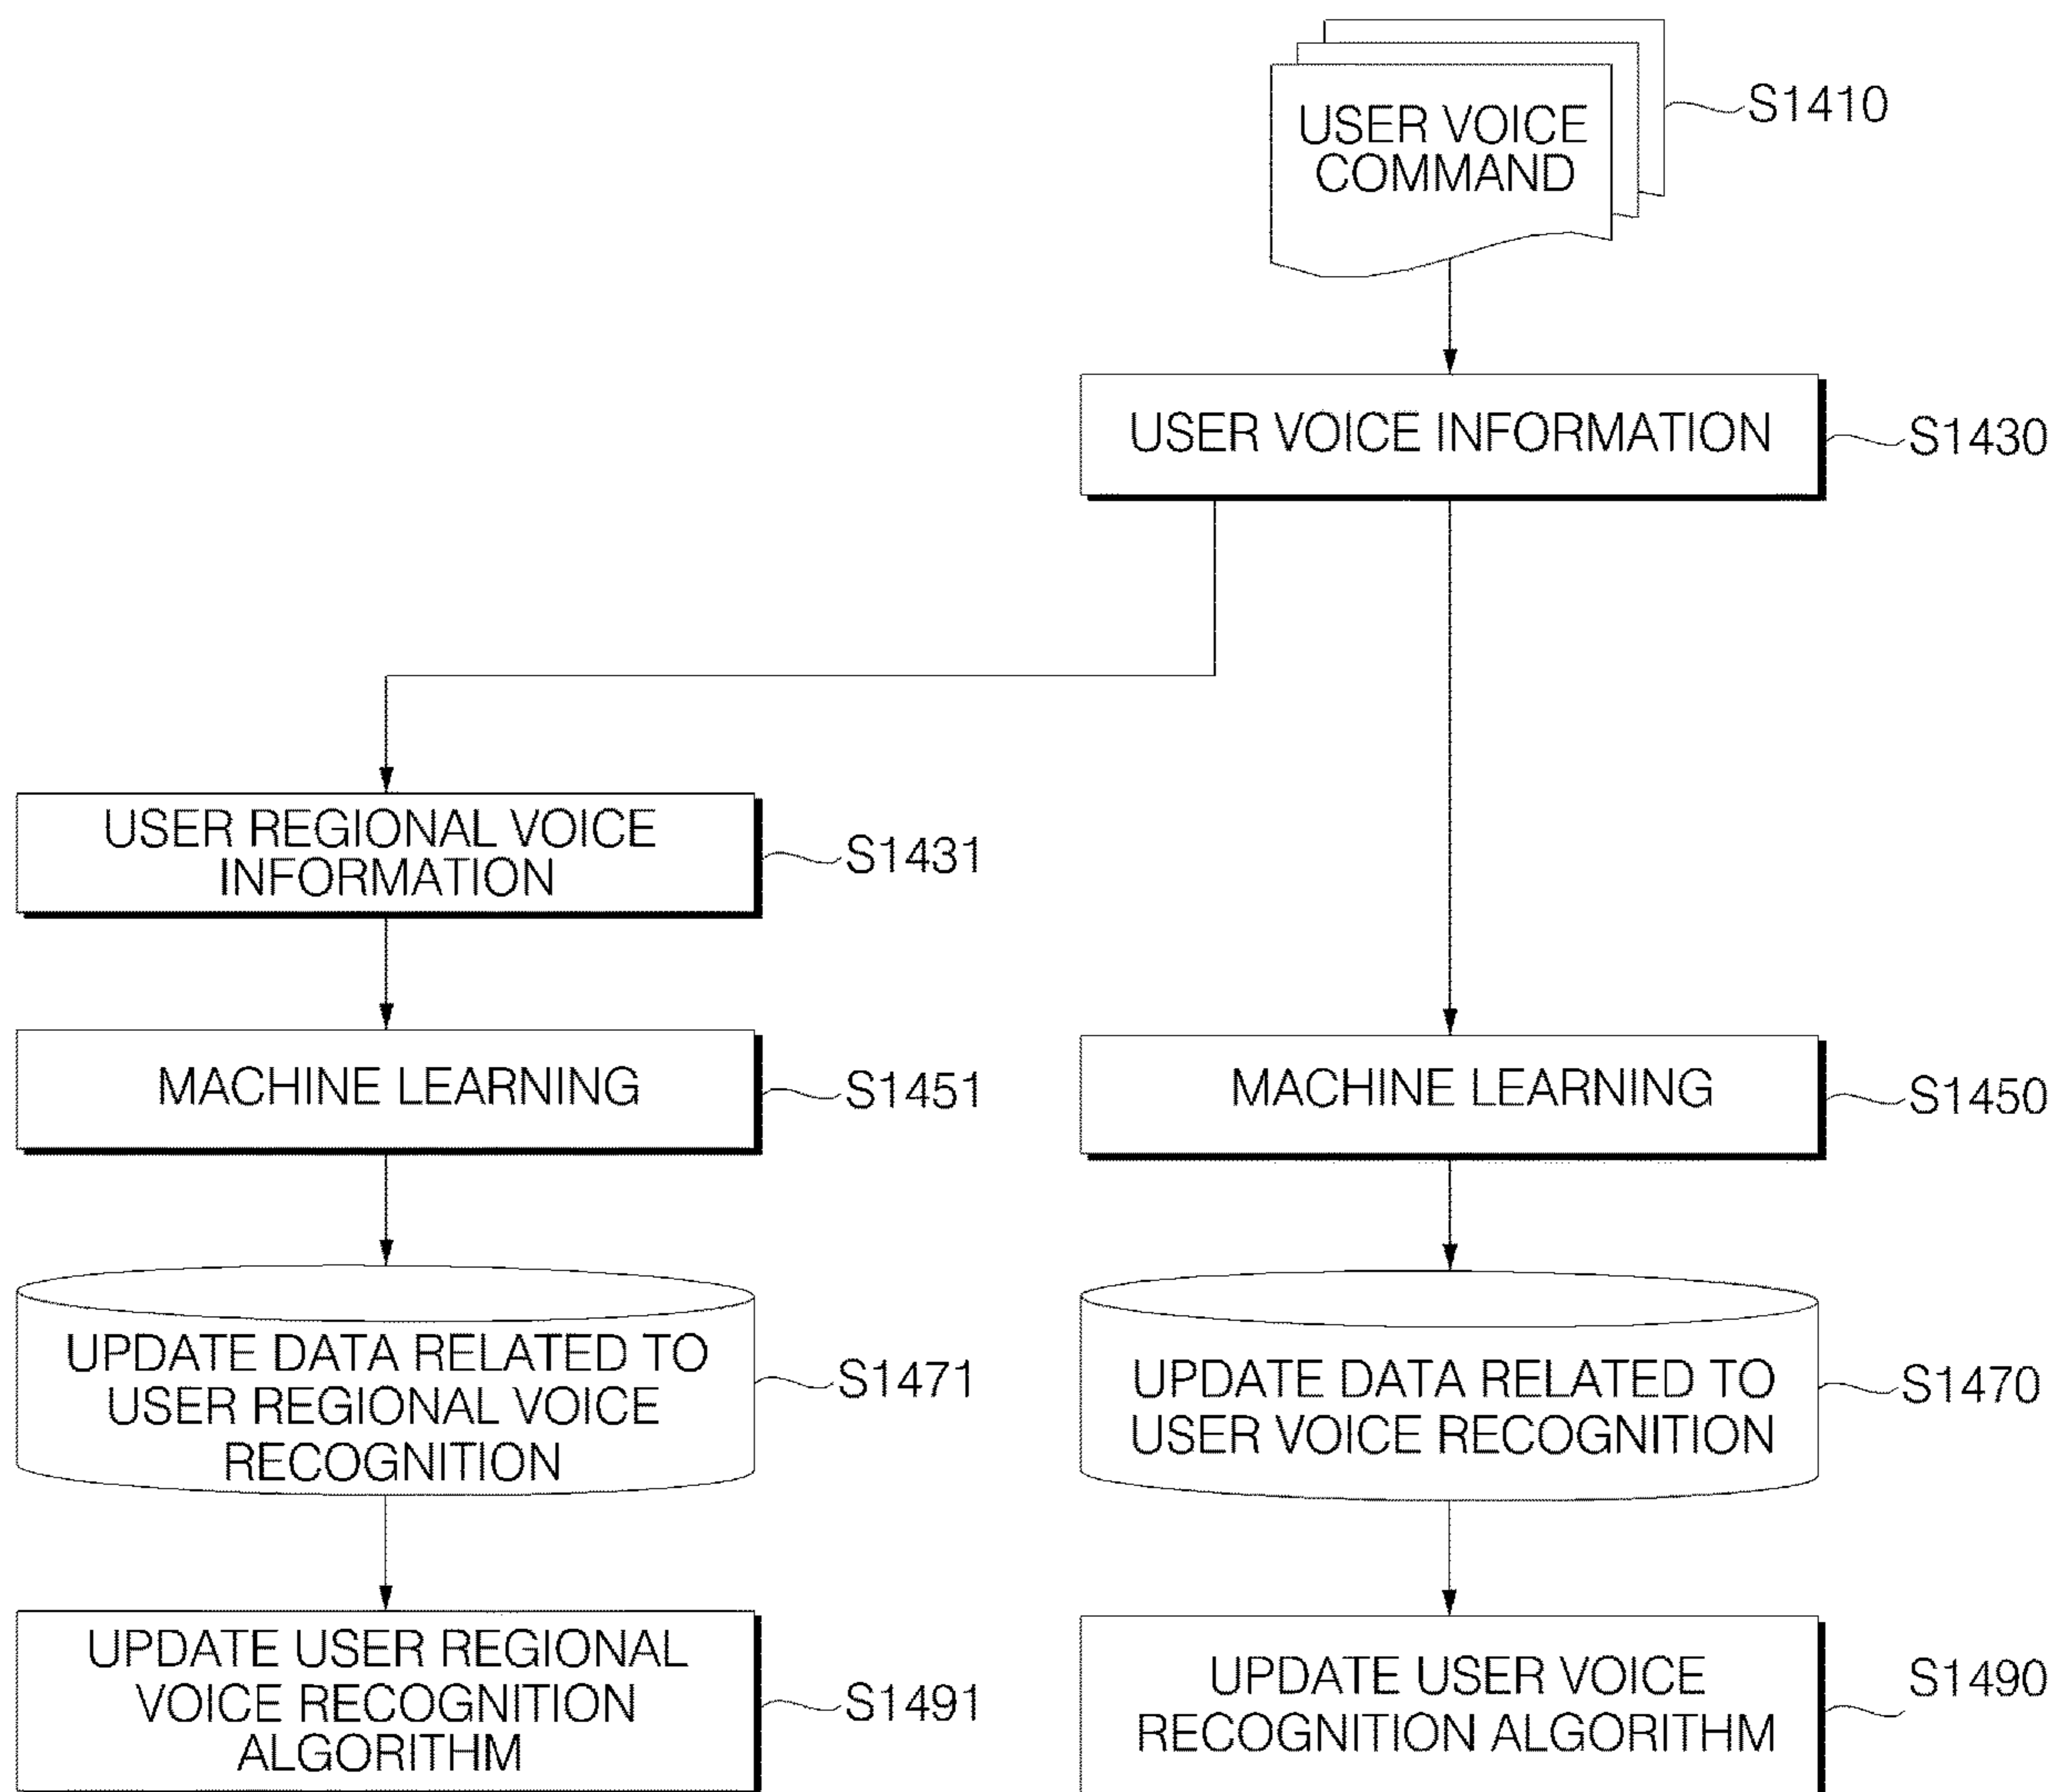 USER VOICE
COMMAND
S1410
USER VOICE INFORMATION
S1430
USER REGIONAL VOICE
INFORMATION
S1431
MACHINE LEARNING
S1451
MACHINE LEARNING
S1450
UPDATE DATA RELATED TO
USER REGIONAL VOICE
RECOGNITION
S1471
UPDATE DATA RELATED TO
USER VOICE RECOGNITION
S1470
UPDATE USER REGIONAL
VOICE RECOGNITION
ALGORITHM
S1491
UPDATE USER VOICE
RECOGNITION ALGORITHM
S1490